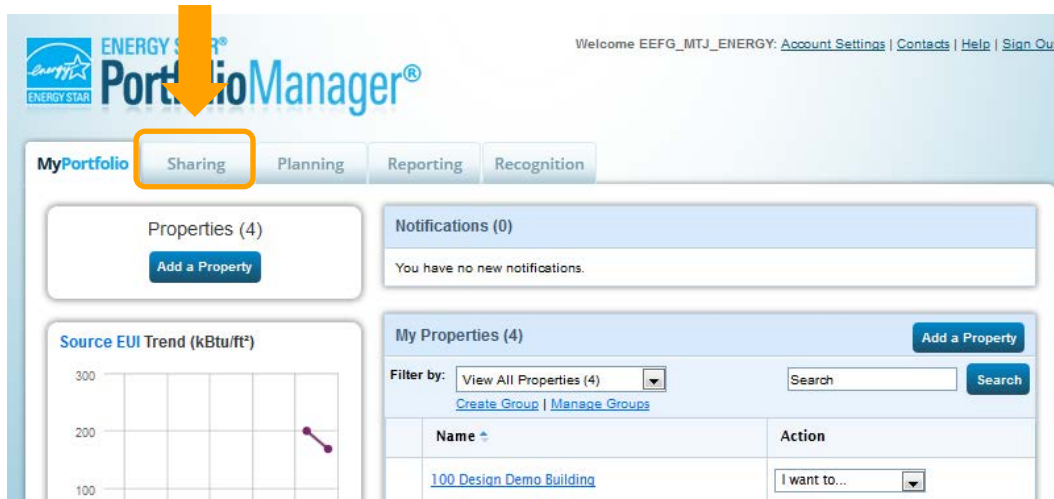 Welcome EEFG_MTJ_ENERGY: Account Settings | Contacts | Help | Sign Ou
ENERGY S R®
PortfolioManager®
energy
ENERGY STAR
MyPortfolio Sharing Planning Reporting Recognition
Properties (4)
Add a Property
Notifications (0)
You have no new notifications.
Source EUI Trend (kBtu/ft²)
300
200
100
My Properties (4)
Add a Property
Filter by: View All Properties (4) Search Search
Create Group | Manage Groups
Name Action
100 Design Demo Building I want to...